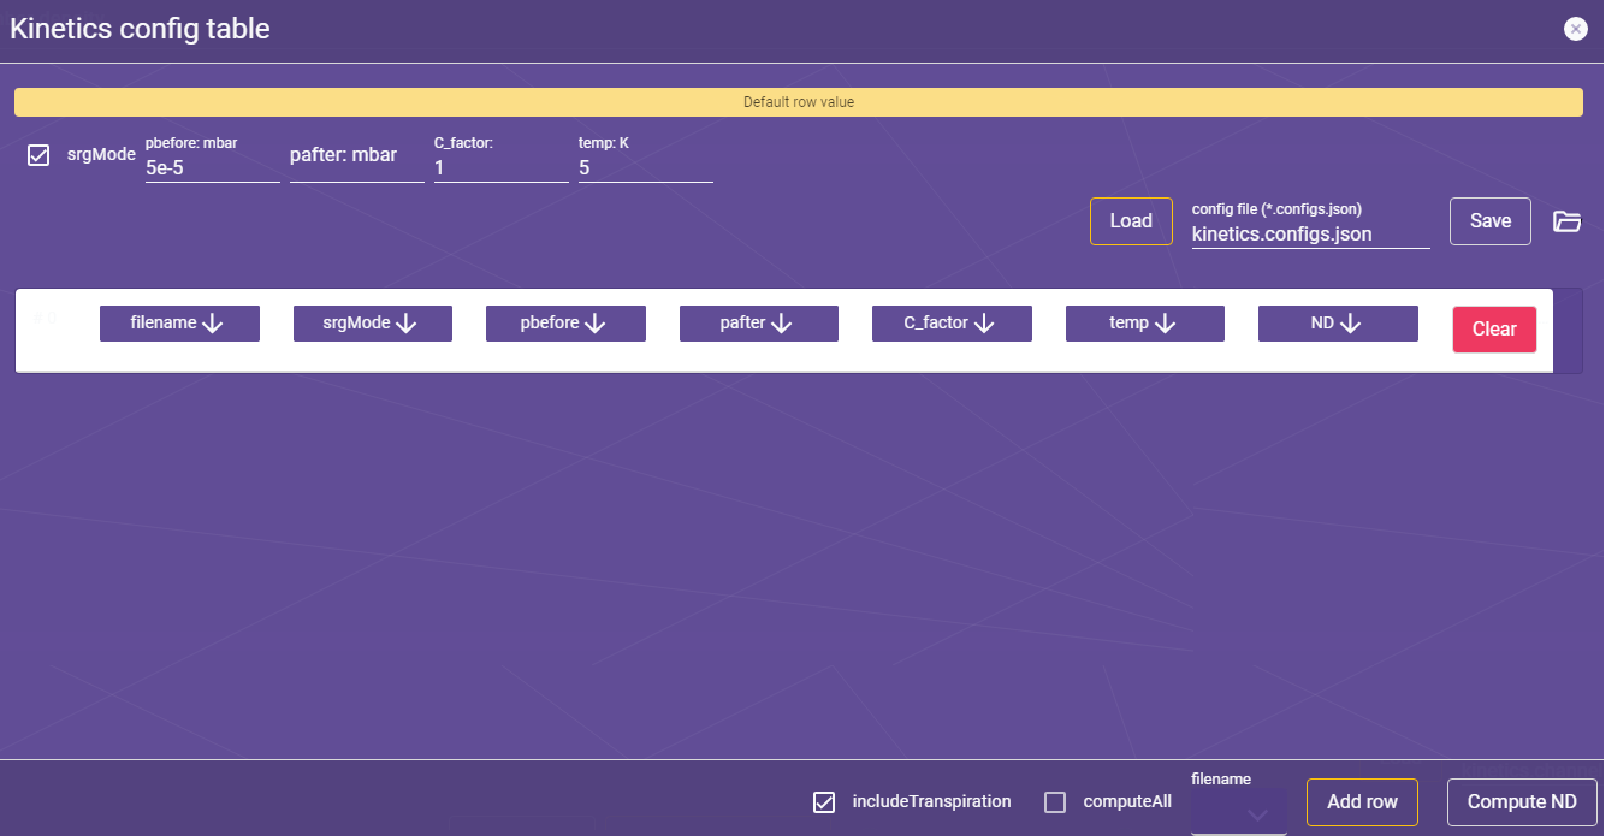 Kinetics config table
Default row value
srgMode
pbefore: mbar
5e-5
pafter: mbar
C_factor:
1
temp: K
5
Load
config file (*.configs.json)
kinetics.configs.json
Save
# 0
filename
srgMode
pbefore
pafter
C_factor
temp
ND
Clear
includeTranspiration
computeAll
filename
Add row
Compute ND